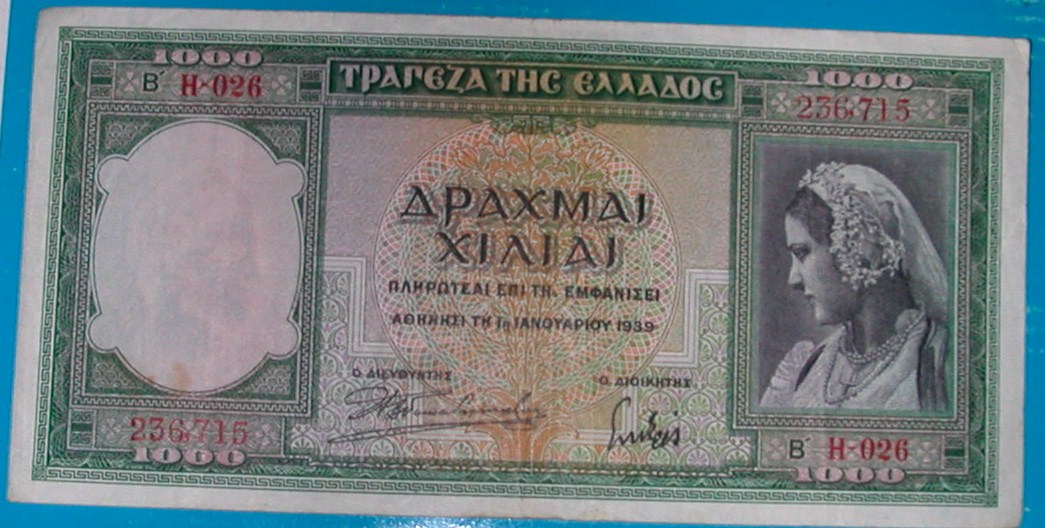 1000
Β΄ Η-026
ΤΡΑΠΕΖΑ ΤΗΣ ΕΛΛΑΔΟΣ
1000
236,715
ΔΡΑΧΜΑΙ
ΧΙΛΙΑΙ
ΠΛΗΡΩΤΕΑΙ ΕΠΙ ΤΗ ΕΜΦΑΝΙΣΕΙ
ΑΘΗΝΗΣΙ ΤΗ 1η ΙΑΝΟΥΑΡΙΟΥ 1939
Ο ΔΙΕΥΘΥΝΤΗΣ
Ο ΔΙΟΙΚΗΤΗΣ
236,715
1000
Β΄ Η-026
1000